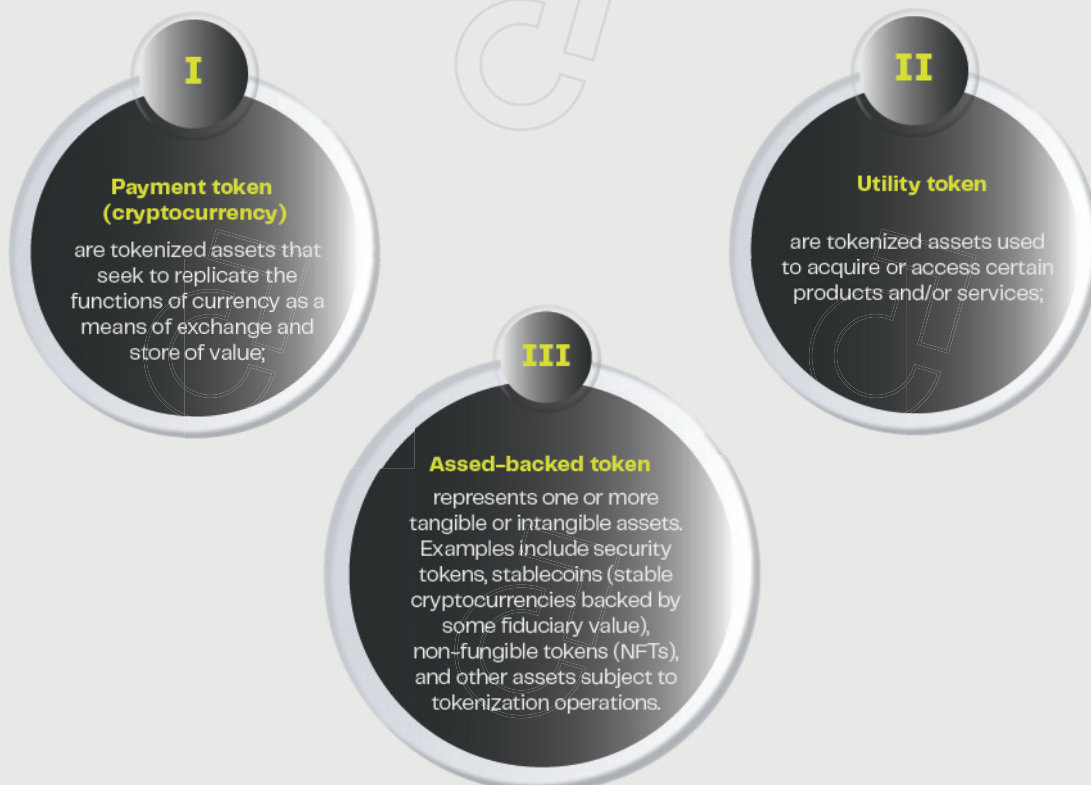 I
Payment token
(cryptocurrency)
are tokenized assets that
seek to replicate the
functions of currency as a
means of exchange and
store of value;
II
Utility token
are tokenized assets used
to acquire or access certain
products and/or services;
III
Assed-backed token
represents one or more
tangible or intangible assets.
Examples include security
tokens, stablecoins (stable
cryptocurrencies backed by
some fiduciary value),
non-fungible tokens (NFTs),
and other assets subject to
tokenization operations.